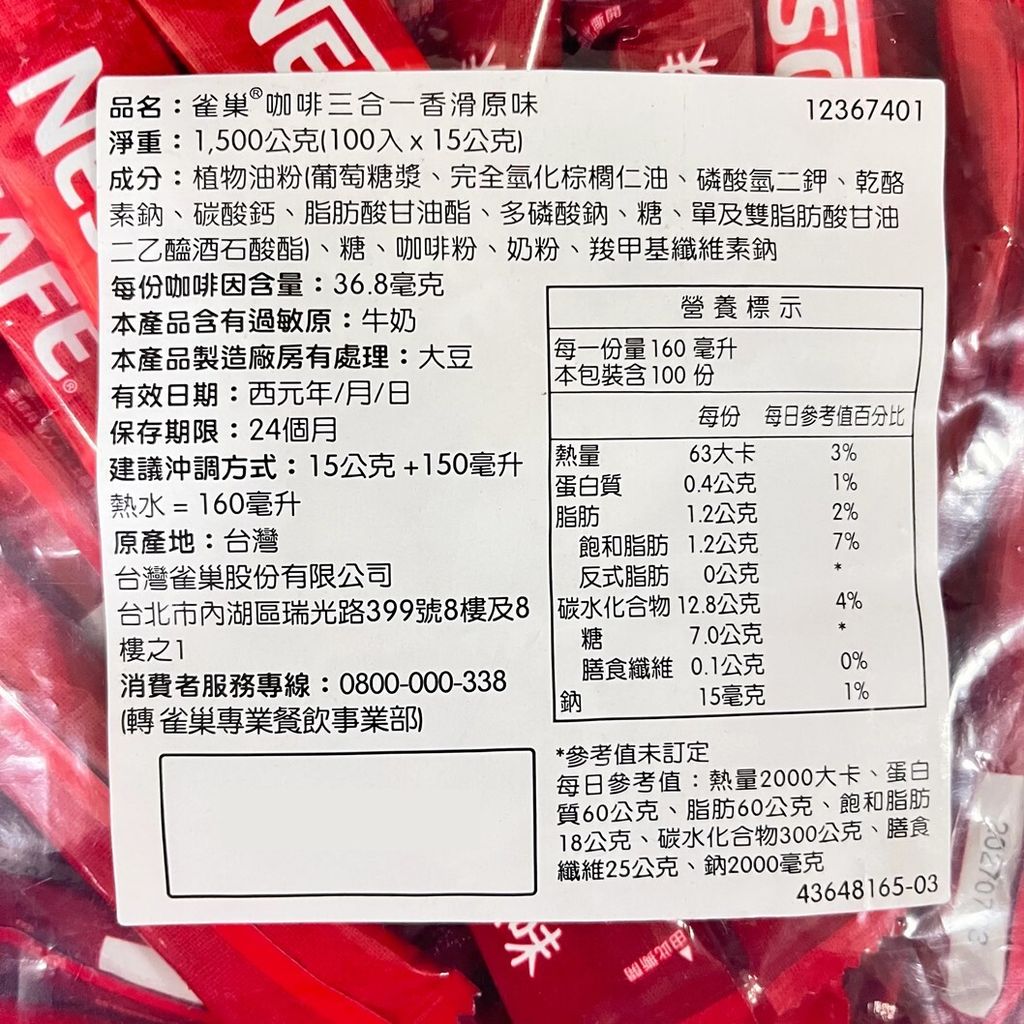 NES
NESCAFÉ®
SC
味
味
品名：雀巢®咖啡三合一香滑原味
12367401
淨重：1,500公克(100入 x 15公克)
成分：植物油粉(葡萄糖漿、完全氫化棕櫚仁油、磷酸氫二鉀、乾酪
素鈉、碳酸鈣、脂肪酸甘油酯、多磷酸鈉、糖、單及雙脂肪酸甘油
二乙醯酒石酸酯)、糖、咖啡粉、奶粉、羧甲基纖維素鈉
每份咖啡因含量：36.8毫克
本產品含有過敏原：牛奶
本產品製造廠房有處理：大豆
有效日期：西元年/月/日
保存期限：24個月
建議沖調方式：15公克 +150毫升
熱水 = 160毫升
原產地：台灣
台灣雀巢股份有限公司
台北市內湖區瑞光路399號8樓及8
樓之1
消費者服務專線：0800-000-338
(轉 雀巢專業餐飲事業部)
營養標示
每一份量 160 毫升
本包裝含 100 份
每份 每日參考值百分比
熱量 63大卡 3%
蛋白質 0.4公克 1%
脂肪 1.2公克 2%
飽和脂肪 1.2公克 7%
反式脂肪 0公克 *
碳水化合物 12.8公克 4%
糖 7.0公克 *
膳食纖維 0.1公克 0%
鈉 15毫克 1%
*參考值未訂定
每日參考值：熱量2000大卡、蛋白
質60公克、脂肪60公克、飽和脂肪
18公克、碳水化合物300公克、膳食
纖維25公克、鈉2000毫克
43648165-03
味
由此撕開